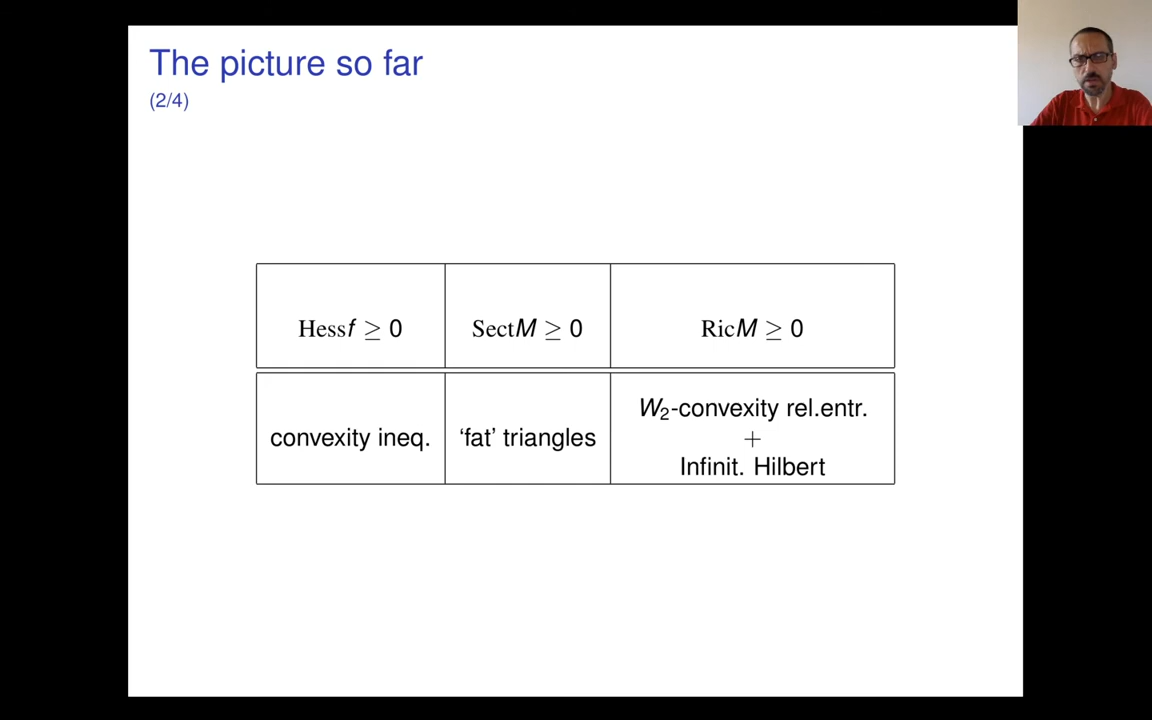 The picture so far
(2/4)
Hessf ≥ 0
SectM ≥ 0
RicM ≥ 0
convexity ineq.
‘fat’ triangles
W₂-convexity rel.entr.
+
Infinit. Hilbert